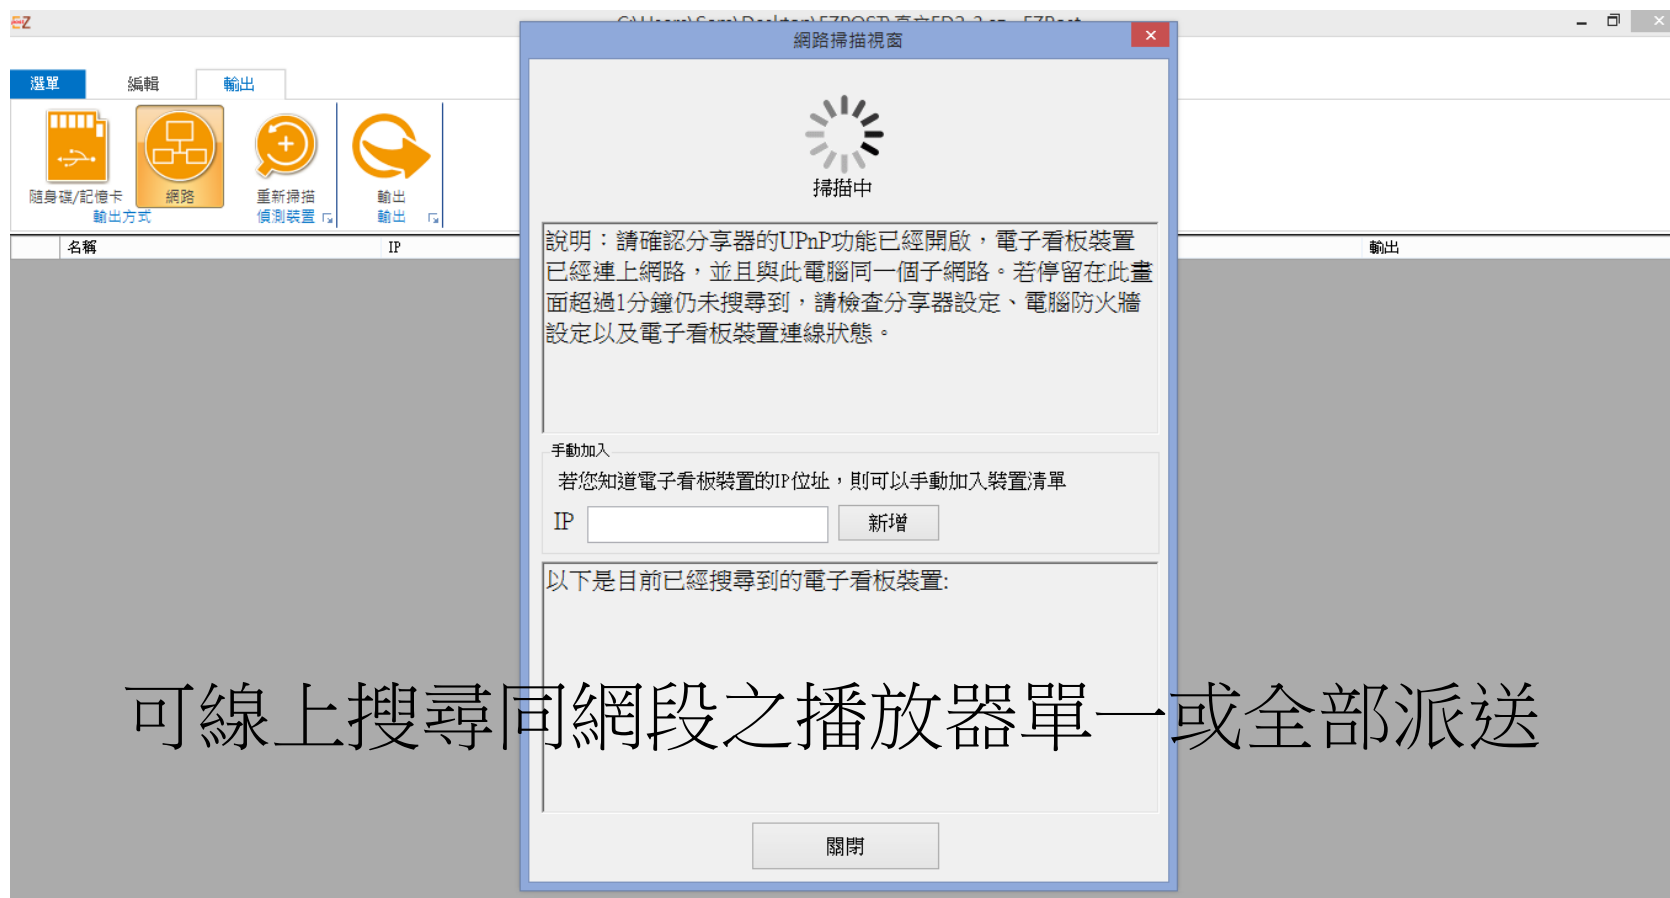 EZ
選單
編輯
輸出
隨身碟/記憶卡
網路
重新掃描
輸出
輸出方式
偵測裝置
輸出
名稱
IP
輸出
網路掃描視窗
掃描中
說明：請確認分享器的UPnP功能已經開啟，電子看板裝置
已經連上網路，並且與此電腦同一個子網路。若停留在此畫
面超過1分鐘仍未搜尋到，請檢查分享器設定、電腦防火牆
設定以及電子看板裝置連線狀態。
手動加入
若您知道電子看板裝置的IP位址，則可以手動加入裝置清單
IP
新增
以下是目前已經搜尋到的電子看板裝置:
可線上搜尋同網段之播放器單一或全部派送
關閉